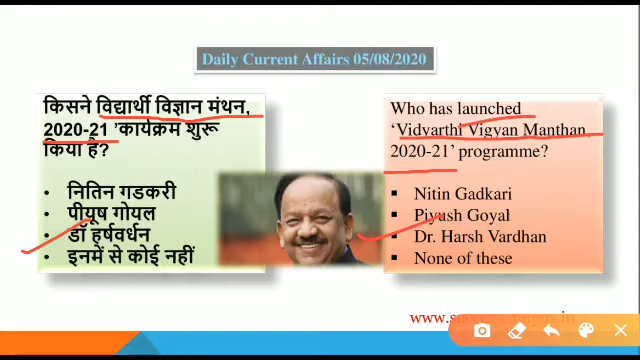 Daily Current Affairs 05/08/2020
किसने विद्यार्थी विज्ञान मंथन,
2020-21 'कार्यक्रम शुरू
किया है?
• नितिन गडकरी
• पीयूष गोयल
• डॉ हर्षवर्धन
• इनमें से कोई नहीं
Who has launched
'Vidyarthi Vigyan Manthan,
2020-21' programme?
▪ Nitin Gadkari
▪ Piyush Goyal
▪ Dr. Harsh Vardhan
▪ None of these